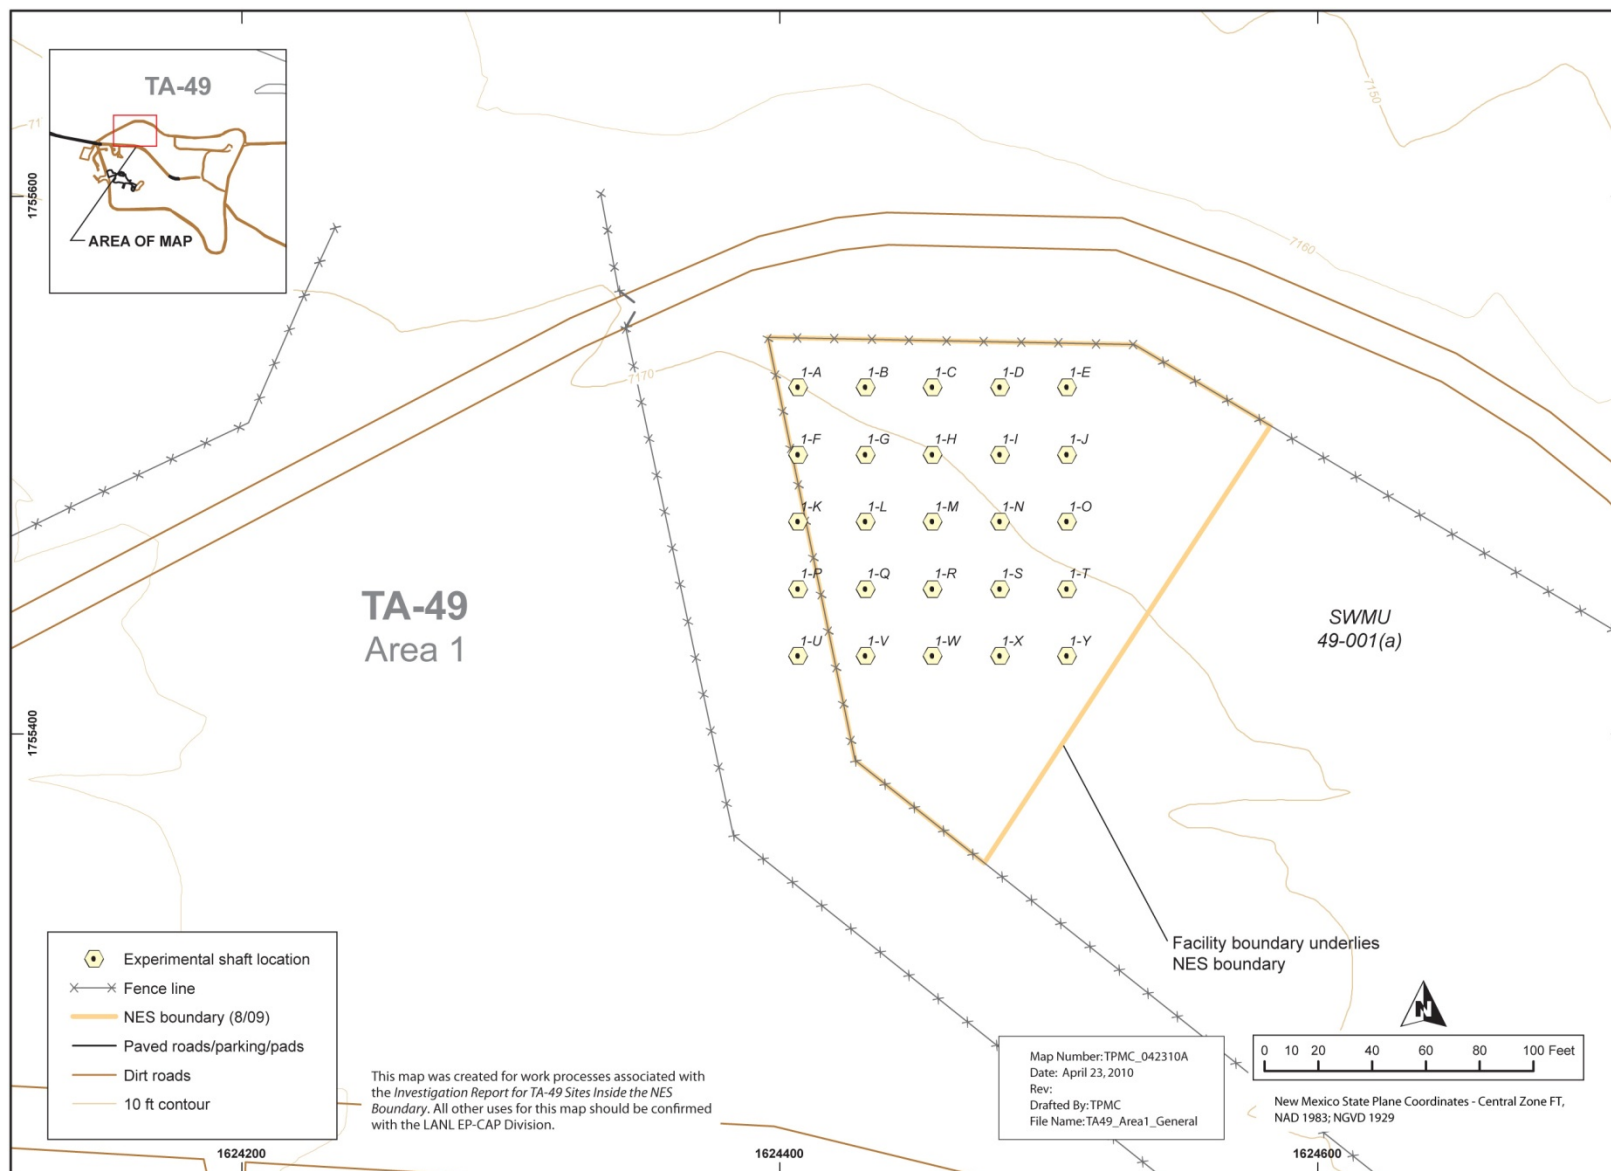 TA-49
AREA OF MAP
71
7150
7160
7170
1755600
1755400
1-A 1-B 1-C 1-D 1-E
1-F 1-G 1-H 1-I 1-J
1-K 1-L 1-M 1-N 1-O
1-P 1-Q 1-R 1-S 1-T
1-U 1-V 1-W 1-X 1-Y
TA-49
Area 1
SWMU
49-001(a)
Facility boundary underlies
NES boundary
Experimental shaft location
Fence line
NES boundary (8/09)
Paved roads/parking/pads
Dirt roads
10 ft contour
This map was created for work processes associated with
the Investigation Report for TA-49 Sites Inside the NES
Boundary. All other uses for this map should be confirmed
with the LANL EP-CAP Division.
Map Number: TPMC_042310A
Date: April 23, 2010
Rev:
Drafted By: TPMC
File Name: TA49_Area1_General
N
0 10 20 40 60 80 100 Feet
New Mexico State Plane Coordinates - Central Zone FT,
NAD 1983; NGVD 1929
1624200 1624400 1624600